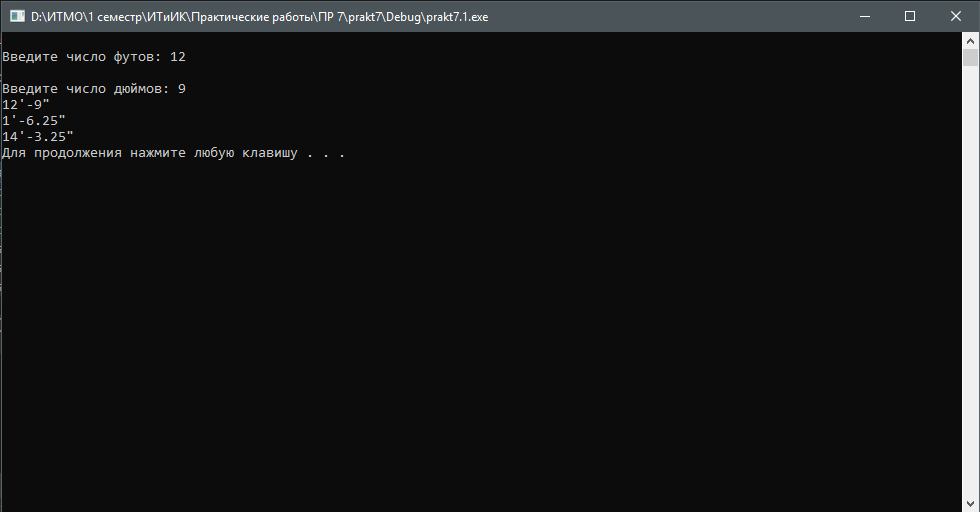 D:\ИТМО\1 семестр\ИТиИК\Практические работы\ПР 7\prakt7\Debug\prakt7.1.exe
Введите число футов: 12
Введите число дюймов: 9
12'-9"
1'-6.25"
14'-3.25"
Для продолжения нажмите любую клавишу . . .